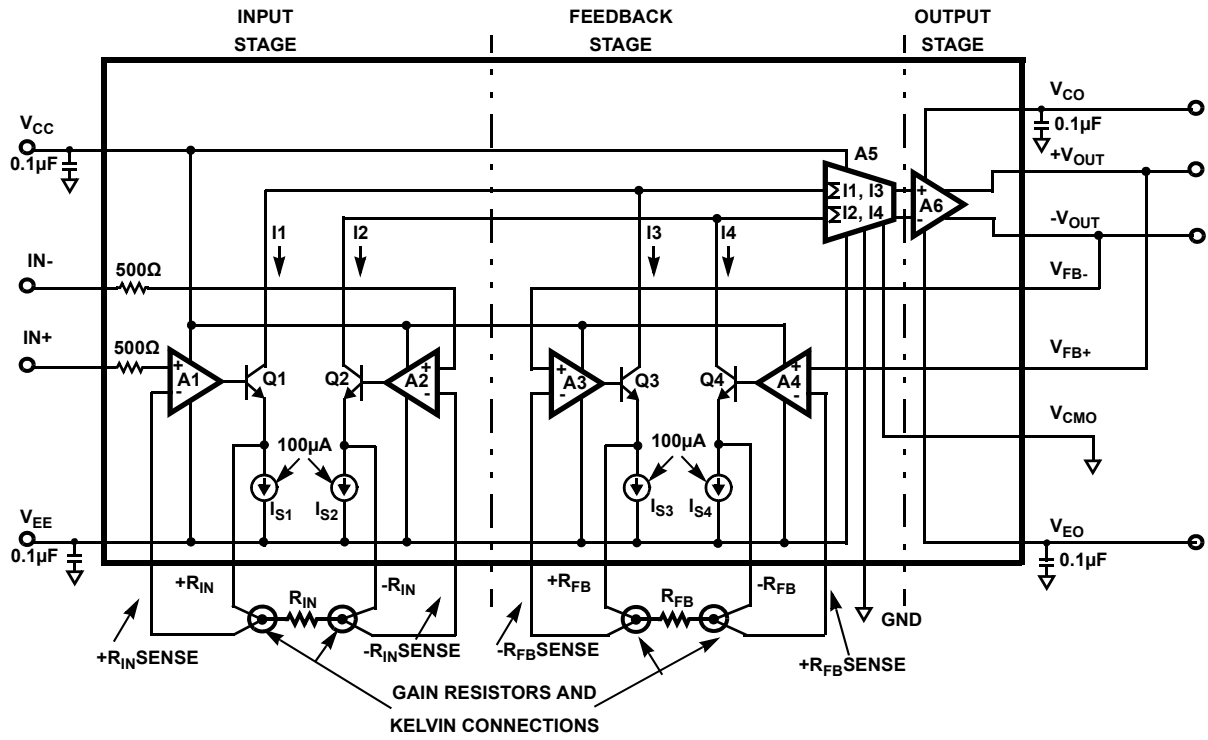 INPUT
STAGE
FEEDBACK
STAGE
OUTPUT
STAGE
VCC
0.1µF
VCO
0.1µF
A5
+VOUT
∑I1, I3
∑I2, I4
+
-
A6
-VOUT
I1
I2
I3
I4
IN-
500Ω
VFB-
IN+
500Ω
VFB+
+
-
A1
Q1
Q2
A2
+
-
+
-
A3
Q3
Q4
A4
+
-
VCMO
100µA
100µA
IS1
IS2
IS3
IS4
VEE
0.1µF
VEO
0.1µF
+RIN
-RIN
+RFB
-RFB
RIN
RFB
GND
+RINSENSE
-RINSENSE
-RFBSENSE
+RFBSENSE
GAIN RESISTORS AND
KELVIN CONNECTIONS